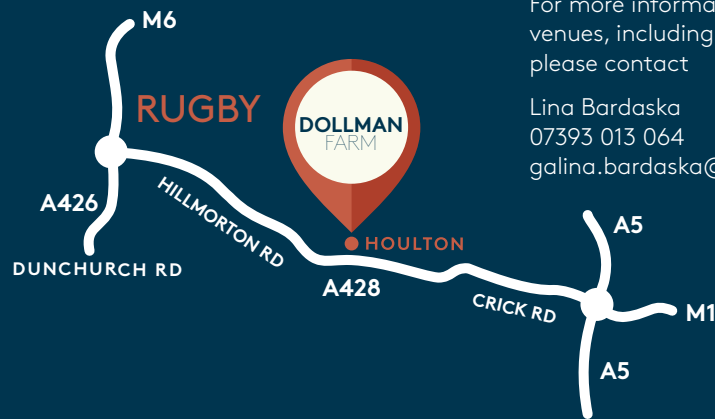 For more informa
venues, including
please contact
Lina Bardaska
07393 013 064
galina.bardaska@
M6
RUGBY
DOLLMAN
FARM
A426
HILLMORTON RD
DUNCHURCH RD
HOULTON
A428
CRICK RD
A5
M1
A5